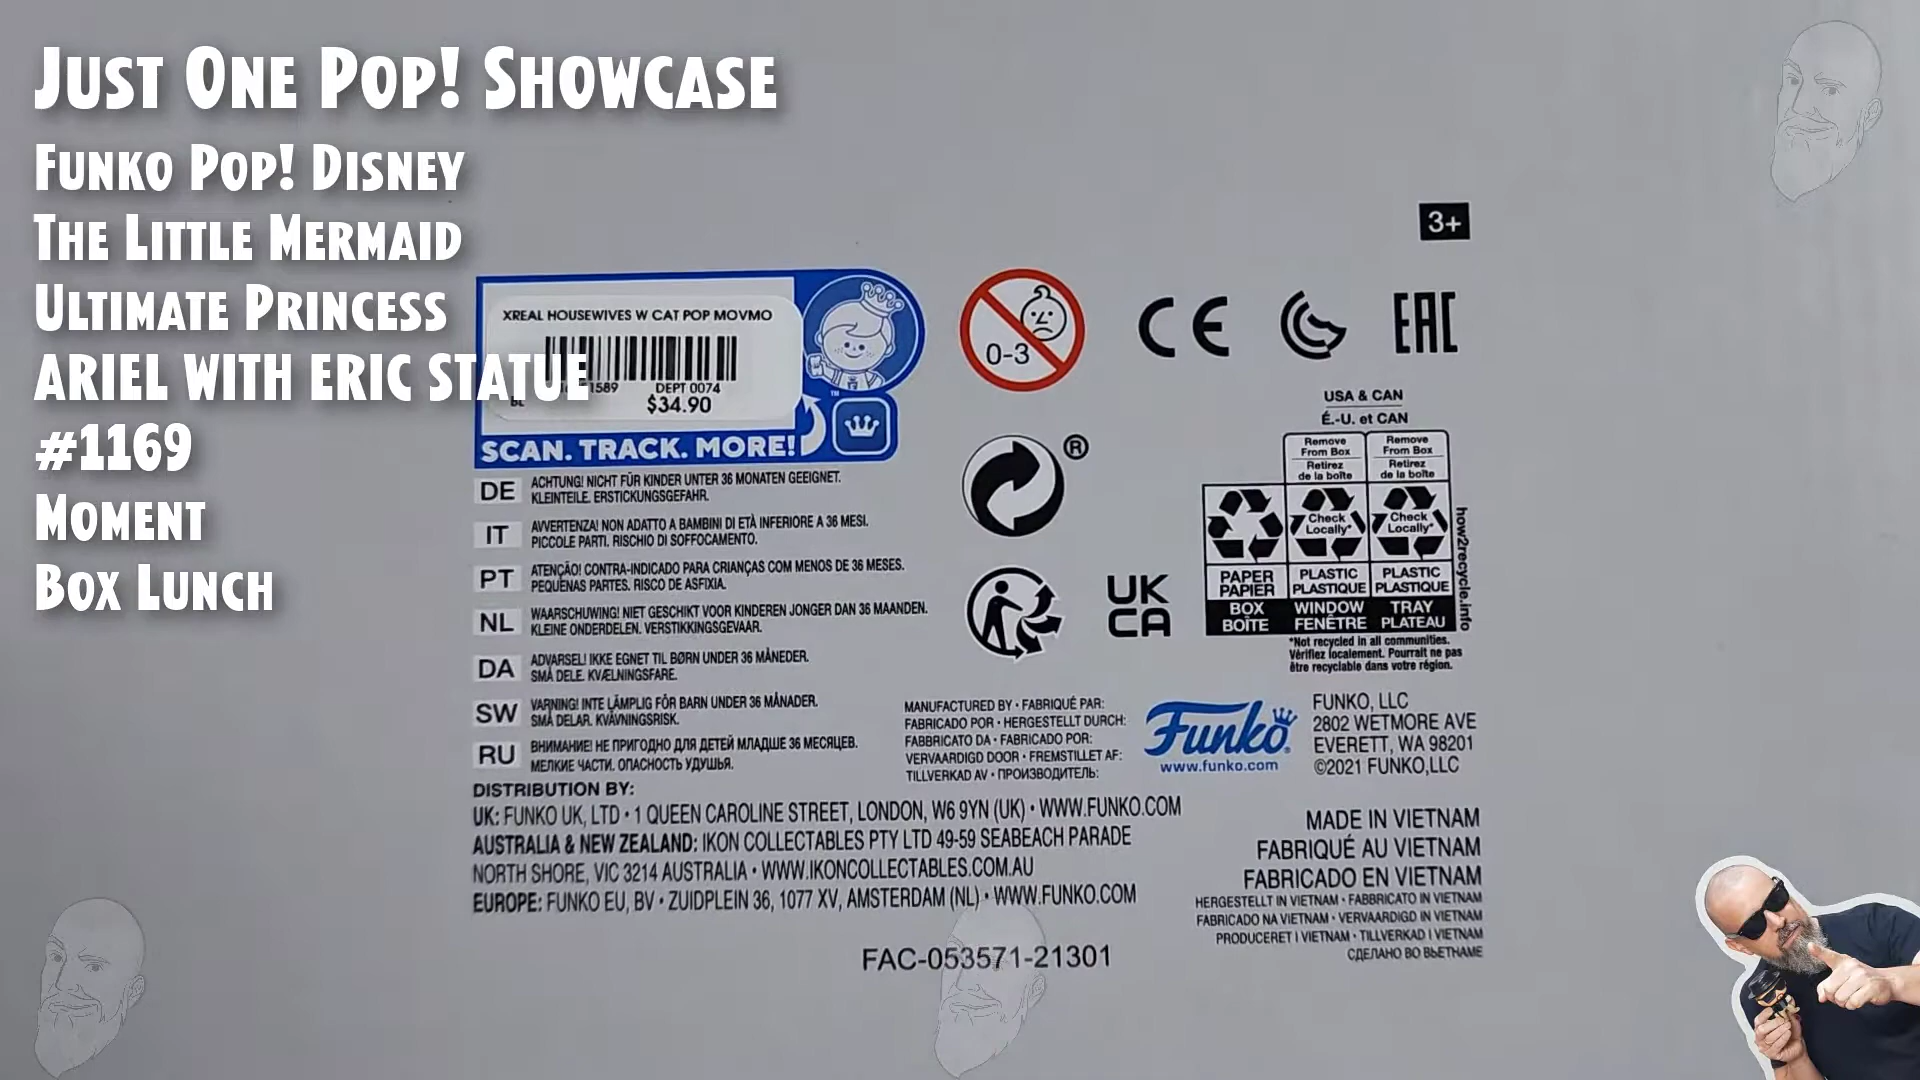 Just One Pop! Showcase
Funko Pop! Disney
The Little Mermaid
Ultimate Princess
ARIEL WITH ERIC STATUE
#1169
Moment
Box Lunch
3+
XREAL HOUSEWIVES W CAT POP MOVMO
1589 DEPT 0074
$34.90
SCAN. TRACK. MORE!
TM
0-3
CE
EAC
USA & CAN
É.-U. et CAN
Remove From Box
Retirez de la boîte
Remove From Box
Retirez de la boîte
Check Locally*
Check Locally*
PAPER PAPIER
PLASTIC PLASTIQUE
PLASTIC PLASTIQUE
BOX BOÎTE
WINDOW FENÊTRE
TRAY PLATEAU
how2recycle.info
*Not recycled in all communities.
Vérifiez localement. Pourrait ne pas
être recyclable dans votre région.
®
UK
CA
DE ACHTUNG! NICHT FÜR KINDER UNTER 36 MONATEN GEEIGNET.
KLEINTEILE. ERSTICKUNGSGEFAHR.
IT AVVERTENZA! NON ADATTO A BAMBINI DI ETÀ INFERIORE A 36 MESI.
PICCOLE PARTI. RISCHIO DI SOFFOCAMENTO.
PT ATENÇÃO! CONTRA-INDICADO PARA CRIANÇAS COM MENOS DE 36 MESES.
PEQUENAS PARTES. RISCO DE ASFIXIA.
NL WAARSCHUWING! NIET GESCHIKT VOOR KINDEREN JONGER DAN 36 MAANDEN.
KLEINE ONDERDELEN. VERSTIKKINGSGEVAAR.
DA ADVARSEL! IKKE EGNET TIL BØRN UNDER 36 MÅNEDER.
SMÅ DELE. KVÆLNINGSFARE.
SW VARNING! INTE LÄMPLIG FÖR BARN UNDER 36 MÅNADER.
SMÅ DELAR. KVÄVNINGSRISK.
RU ВНИМАНИЕ! НЕ ПРИГОДНО ДЛЯ ДЕТЕЙ МЛАДШЕ 36 МЕСЯЦЕВ.
МЕЛКИЕ ЧАСТИ. ОПАСНОСТЬ УДУШЬЯ.
MANUFACTURED BY • FABRIQUÉ PAR:
FABRICADO POR • HERGESTELLT DURCH:
FABBRICATO DA • FABRICADO POR:
VERVAARDIGD DOOR • FREMSTILLET AF:
TILLVERKAD AV • ПРОИЗВОДИТЕЛЬ:
Funko®
www.funko.com
FUNKO, LLC
2802 WETMORE AVE
EVERETT, WA 98201
©2021 FUNKO,LLC
DISTRIBUTION BY:
UK: FUNKO UK, LTD • 1 QUEEN CAROLINE STREET, LONDON, W6 9YN (UK) • WWW.FUNKO.COM
AUSTRALIA & NEW ZEALAND: IKON COLLECTABLES PTY LTD 49-59 SEABEACH PARADE
NORTH SHORE, VIC 3214 AUSTRALIA • WWW.IKONCOLLECTABLES.COM.AU
EUROPE: FUNKO EU, BV • ZUIDPLEIN 36, 1077 XV, AMSTERDAM (NL) • WWW.FUNKO.COM
MADE IN VIETNAM
FABRIQUÉ AU VIETNAM
FABRICADO EN VIETNAM
HERGESTELLT IN VIETNAM • FABBRICATO IN VIETNAM
FABRICADO NA VIETNAM • VERVAARDIGD IN VIETNAM
PRODUCERET I VIETNAM • TILLVERKAD I VIETNAM
СДЕЛАНО ВО ВЬЕТНАМЕ
FAC-053571-21301